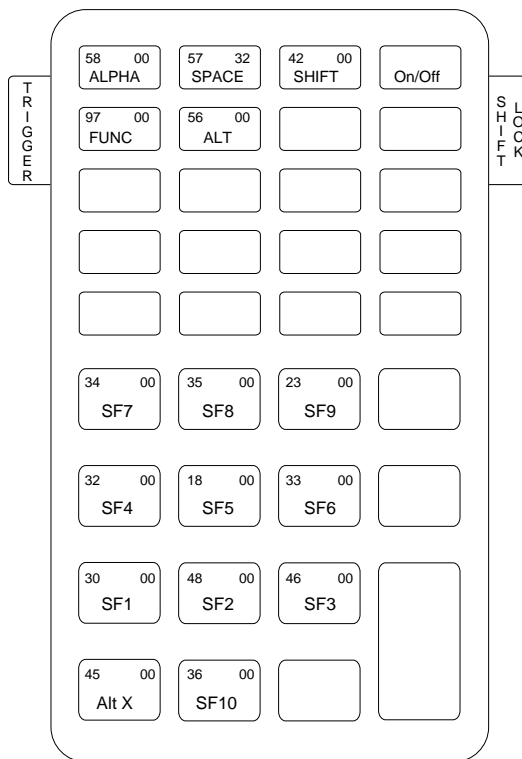 58 00 57 32 42 00
ALPHA SPACE SHIFT On/Off
TRIGGER
SHIFT LOCK
97 00 56 00
FUNC ALT
34 00 35 00 23 00
SF7 SF8 SF9
32 00 18 00 33 00
SF4 SF5 SF6
30 00 48 00 46 00
SF1 SF2 SF3
45 00 36 00
Alt X SF10